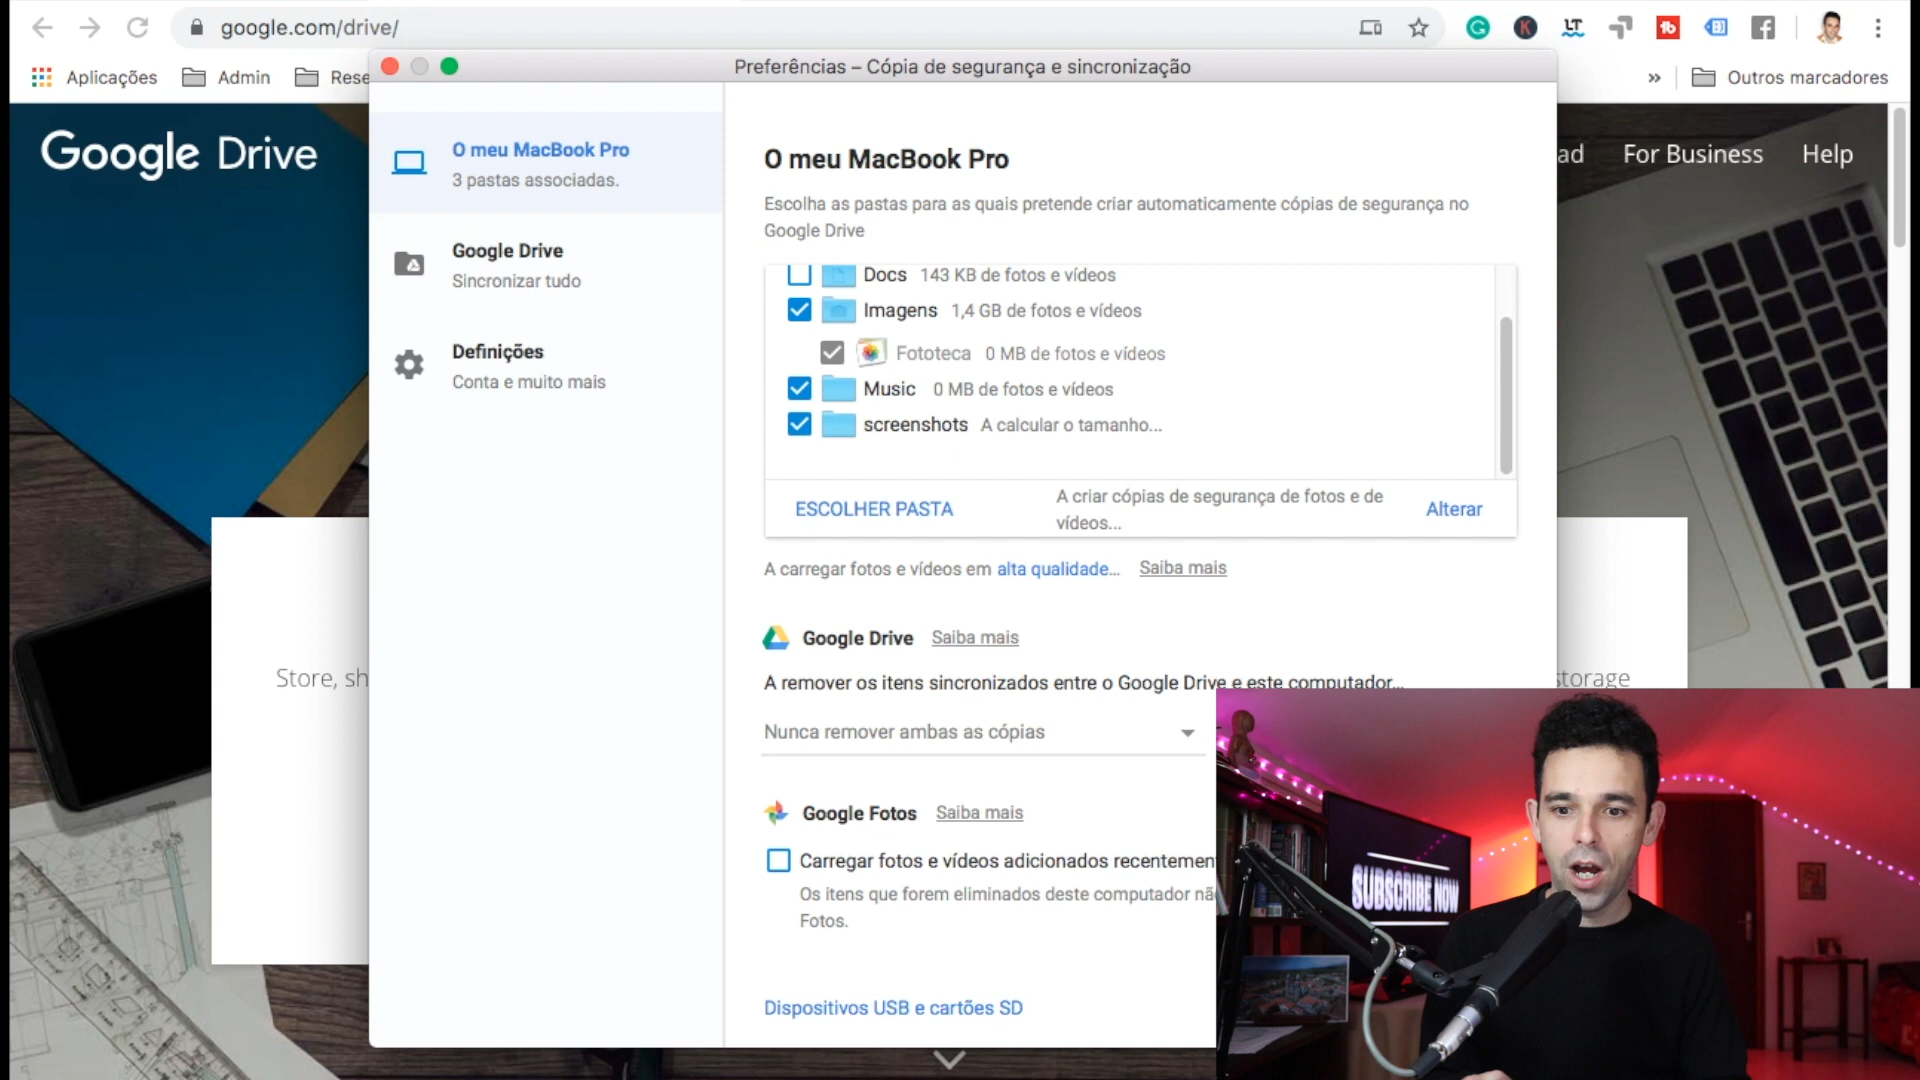 google.com/drive/
Aplicações
Admin
Rese
Outros marcadores
Preferências – Cópia de segurança e sincronização
Google Drive
ad
For Business
Help
O meu MacBook Pro
3 pastas associadas.
Google Drive
Sincronizar tudo
Definições
Conta e muito mais
O meu MacBook Pro
Escolha as pastas para as quais pretende criar automaticamente cópias de segurança no
Google Drive
Docs 143 KB de fotos e vídeos
Imagens 1,4 GB de fotos e vídeos
Fototeca 0 MB de fotos e vídeos
Music 0 MB de fotos e vídeos
screenshots A calcular o tamanho...
ESCOLHER PASTA
A criar cópias de segurança de fotos e de
vídeos...
Alterar
A carregar fotos e vídeos em alta qualidade... Saiba mais
Google Drive Saiba mais
A remover os itens sincronizados entre o Google Drive e este computador...
Nunca remover ambas as cópias
Google Fotos Saiba mais
Carregar fotos e vídeos adicionados recentemen
Os itens que forem eliminados deste computador nã
Fotos.
Dispositivos USB e cartões SD
Store, sh
storage
SUBSCRIBE NOW